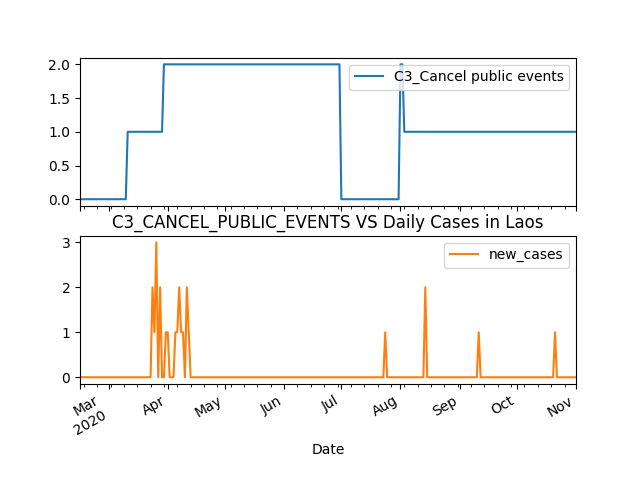 2.0
1.5
1.0
0.5
0.0
C3_Cancel public events
C3_CANCEL_PUBLIC_EVENTS VS Daily Cases in Laos
3
2
1
0
new_cases
Mar
2020
Apr
May
Jun
Jul
Aug
Sep
Oct
Nov
Date